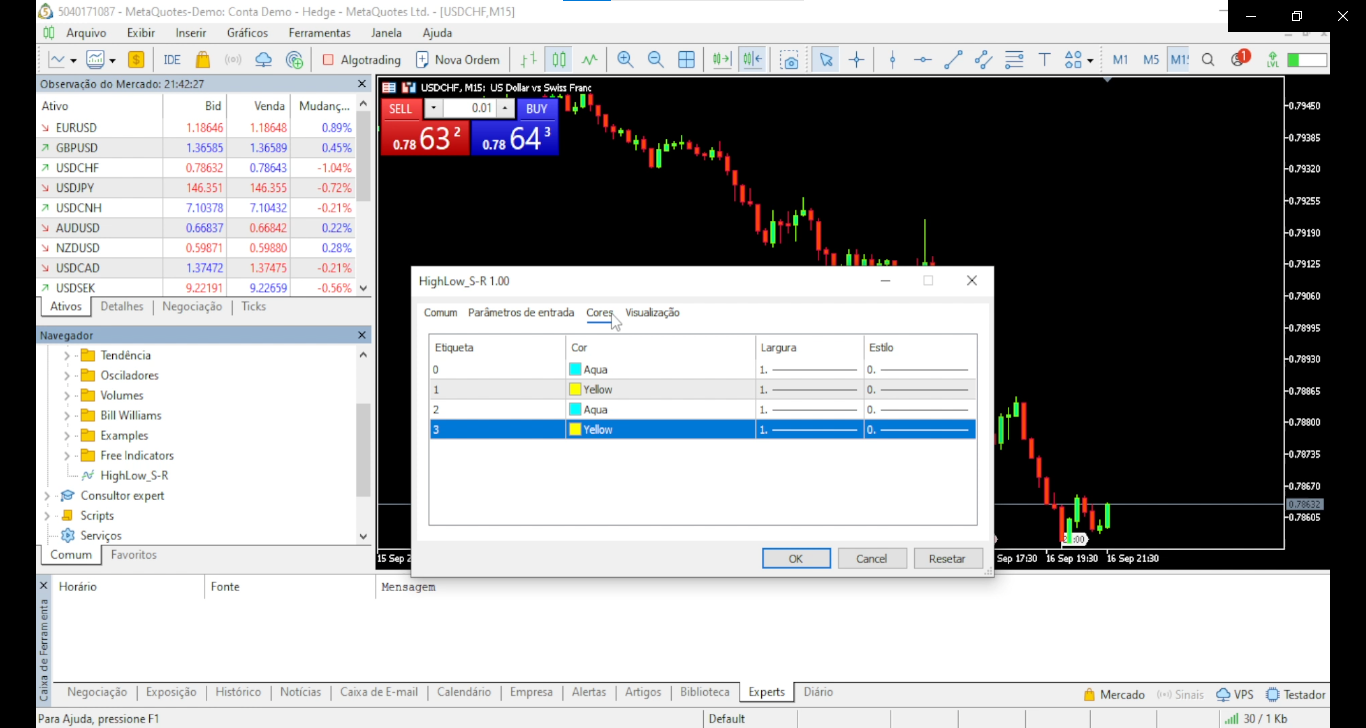 5040171087 - MetaQuotes-Demo: Conta Demo - Hedge - MetaQuotes Ltd. - [USDCHF,M15]
Arquivo Exibir Inserir Gráficos Ferramentas Janela Ajuda
IDE Algotrading Nova Ordem M1 M5 M1 1 LVL
Observação do Mercado: 21:42:27
Ativo Bid Venda Mudanç...
EURUSD 1.18646 1.18648 0.89%
GBPUSD 1.36585 1.36589 0.45%
USDCHF 0.78632 0.78643 -1.04%
USDJPY 146.351 146.355 -0.72%
USDCNH 7.10378 7.10432 -0.21%
AUDUSD 0.66837 0.66842 0.22%
NZDUSD 0.59871 0.59880 0.28%
USDCAD 1.37472 1.37475 -0.21%
USDSEK 9.22191 9.22659 -0.56%
Ativos Detalhes Negociação Ticks
Navegador
Tendência
Osciladores
Volumes
Bill Williams
Examples
Free Indicators
HighLow_S-R
Consultor expert
Scripts
Serviços
Comum Favoritos
USDCHF, M15: US Dollar vs Swiss Franc
SELL 0.01 BUY
0.78 63 2 0.78 64 3
0.79450
0.79385
0.79320
0.79255
0.79190
0.79125
0.79060
0.78995
0.78930
0.78865
0.78800
0.78735
0.78670
0.78632
0.78605
15 Sep 2 Sep 17:30 16 Sep 19:30 16 Sep 21:30
HighLow_S-R 1.00
Comum Parâmetros de entrada Cores Visualização
Etiqueta Cor Largura Estilo
0 Aqua 1. 0.
1 Yellow 1. 0.
2 Aqua 1. 0.
3 Yellow 1. 0.
OK Cancel Resetar
Caixa de Ferramenta
Horário Fonte Mensagem
Negociação Exposição Histórico Notícias Caixa de E-mail Calendário Empresa Alertas Artigos Biblioteca Experts Diário
Mercado Sinais VPS Testador
Para Ajuda, pressione F1 Default 30 / 1 Kb